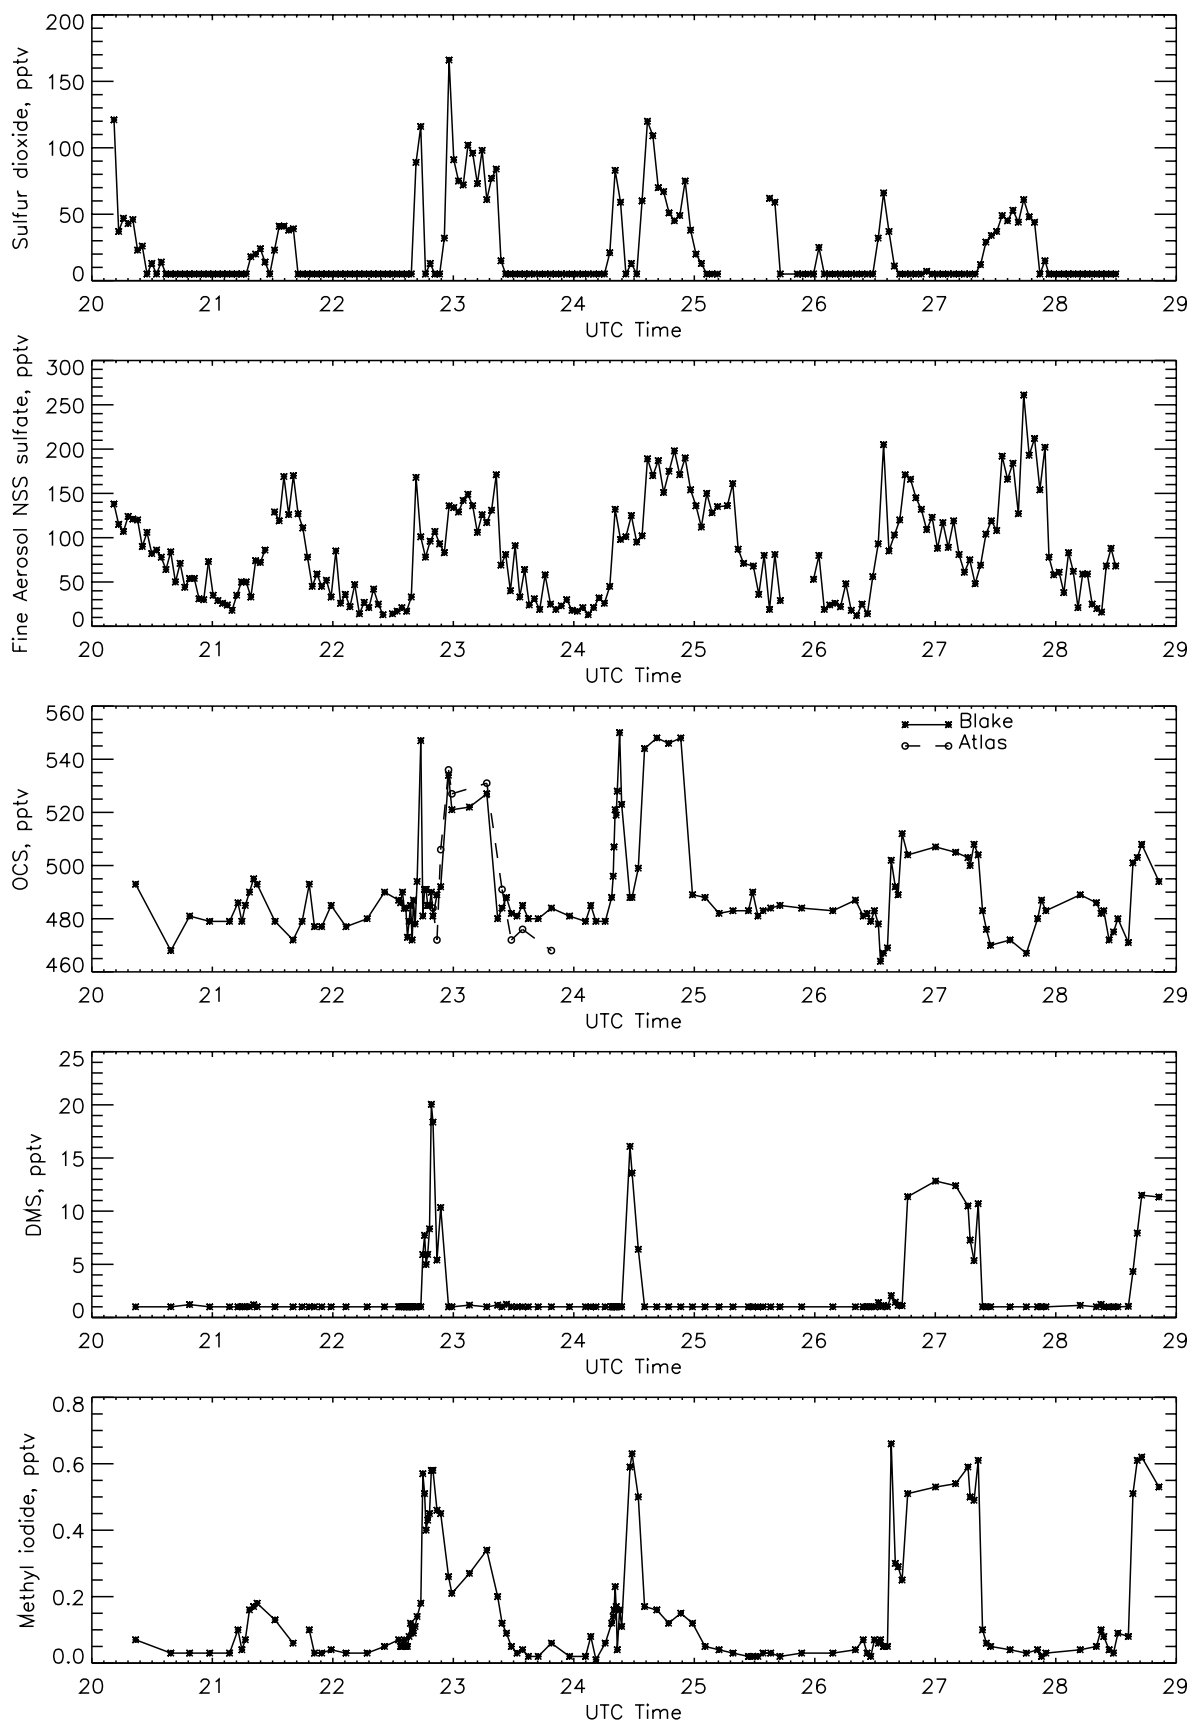 200
150
100
50
0
Sulfur dioxide, pptv
20 21 22 23 24 25 26 27 28 29
UTC Time
300
250
200
150
100
50
0
Fine Aerosol NSS sulfate, pptv
20 21 22 23 24 25 26 27 28 29
UTC Time
560
540
520
500
480
460
OCS, pptv
Blake
Atlas
20 21 22 23 24 25 26 27 28 29
UTC Time
25
20
15
10
5
0
DMS, pptv
20 21 22 23 24 25 26 27 28 29
UTC Time
0.8
0.6
0.4
0.2
0.0
Methyl iodide, pptv
20 21 22 23 24 25 26 27 28 29
UTC Time